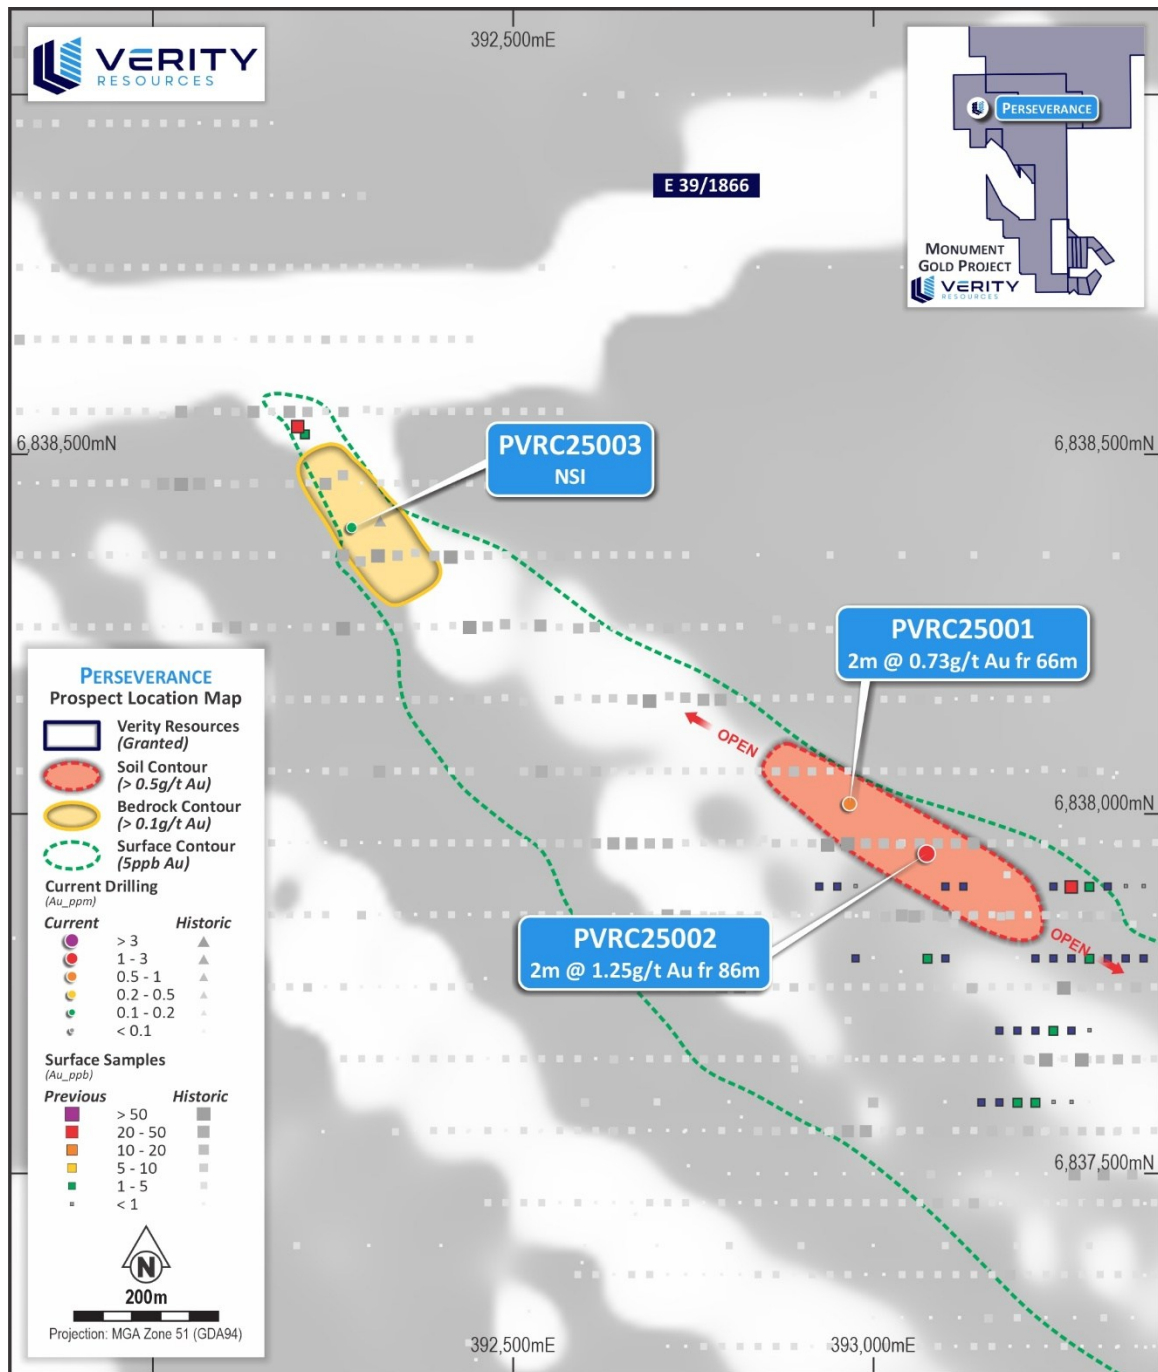 VERITY
RESOURCES
392,500mE
PERSEVERANCE
MONUMENT
GOLD PROJECT
VERITY
RESOURCES
E 39/1866
6,838,500mN
6,838,500mN
PVRC25003
NSI
PVRC25001
2m @ 0.73g/t Au fr 66m
OPEN
6,838,000mN
PVRC25002
2m @ 1.25g/t Au fr 86m
OPEN
6,837,500mN
PERSEVERANCE
Prospect Location Map
Verity Resources
(Granted)
Soil Contour
(> 0.5g/t Au)
Bedrock Contour
(> 0.1g/t Au)
Surface Contour
(5ppb Au)
Current Drilling
(Au_ppm)
Current Historic
> 3
1 - 3
0.5 - 1
0.2 - 0.5
0.1 - 0.2
< 0.1
Surface Samples
(Au_ppb)
Previous Historic
> 50
20 - 50
10 - 20
5 - 10
1 - 5
< 1
N
200m
Projection: MGA Zone 51 (GDA94)
392,500mE
393,000mE